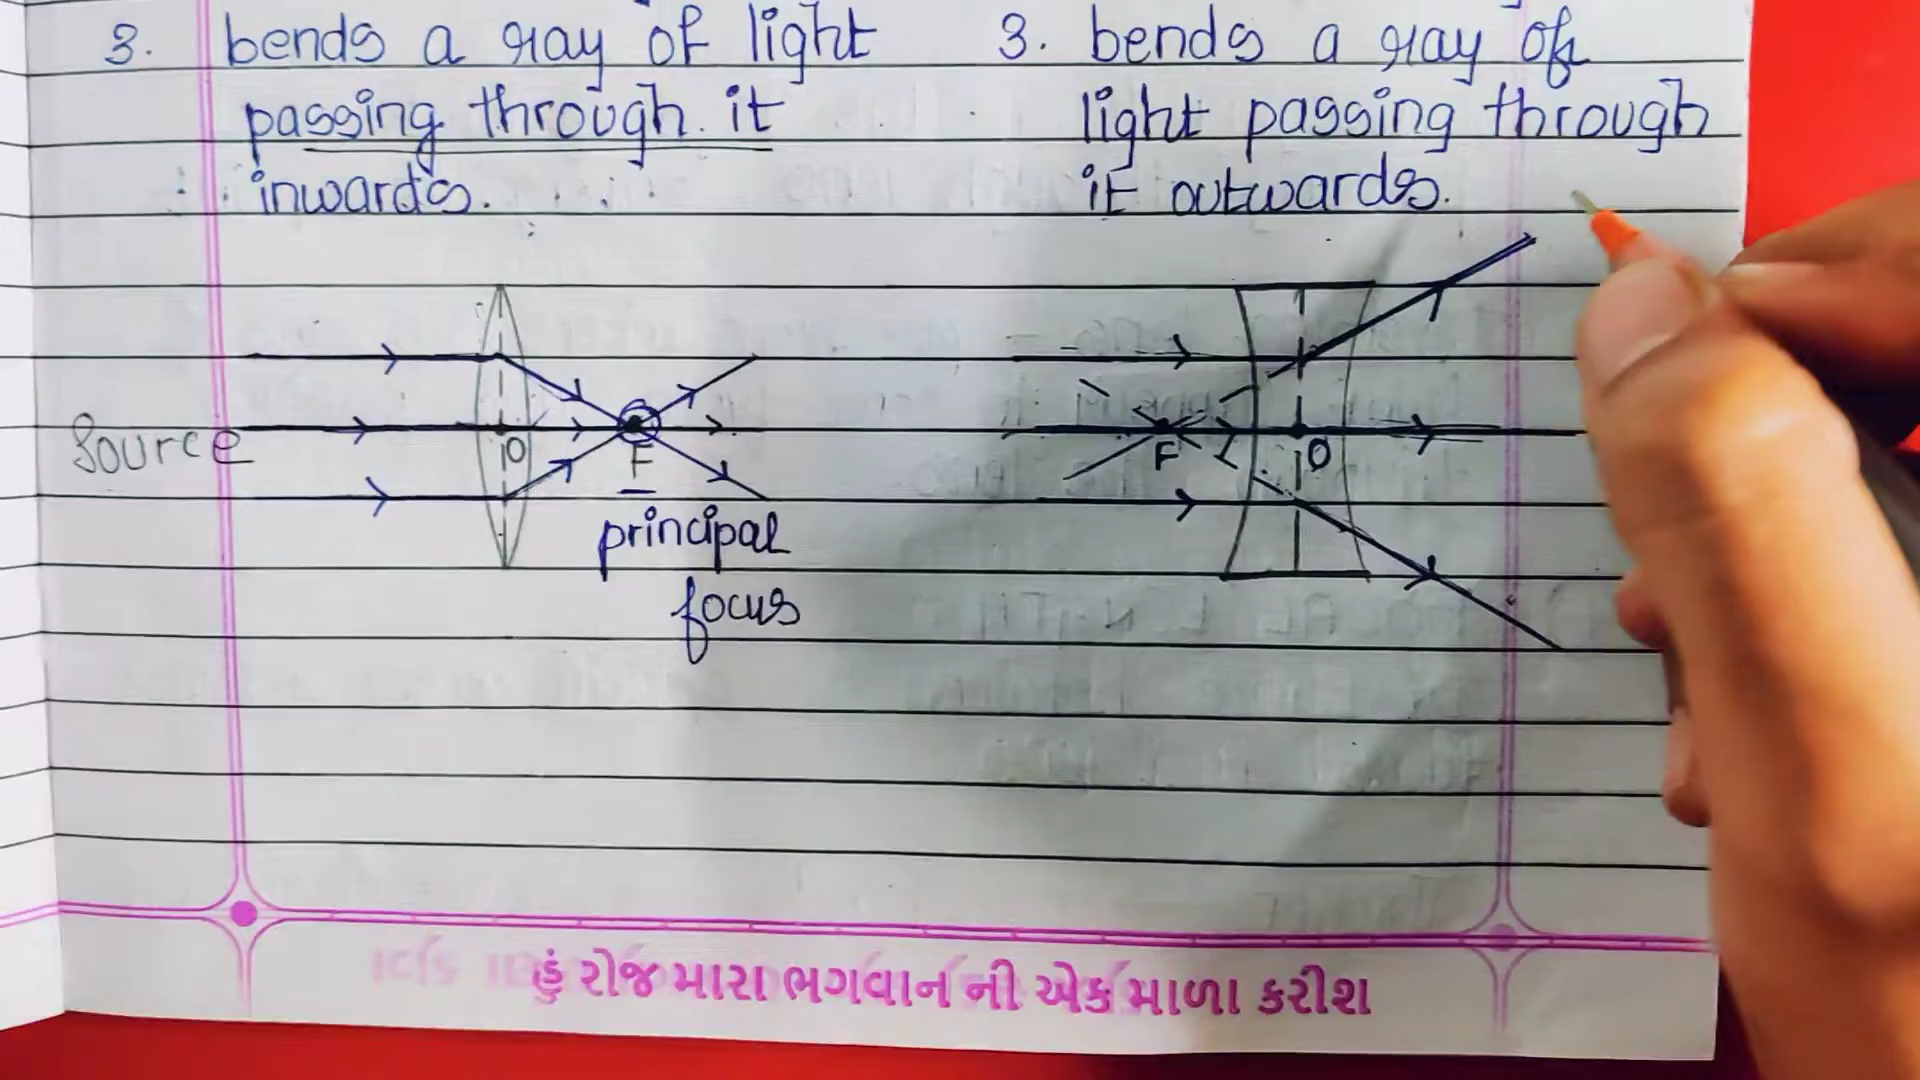 3. bends a ray of light
passing through it
inwards.
3. bends a ray of
light passing through
it outwards.
Source
O
F
principal
focus
F
O
હું રોજ મારા ભગવાન ની એક માળા કરીશ